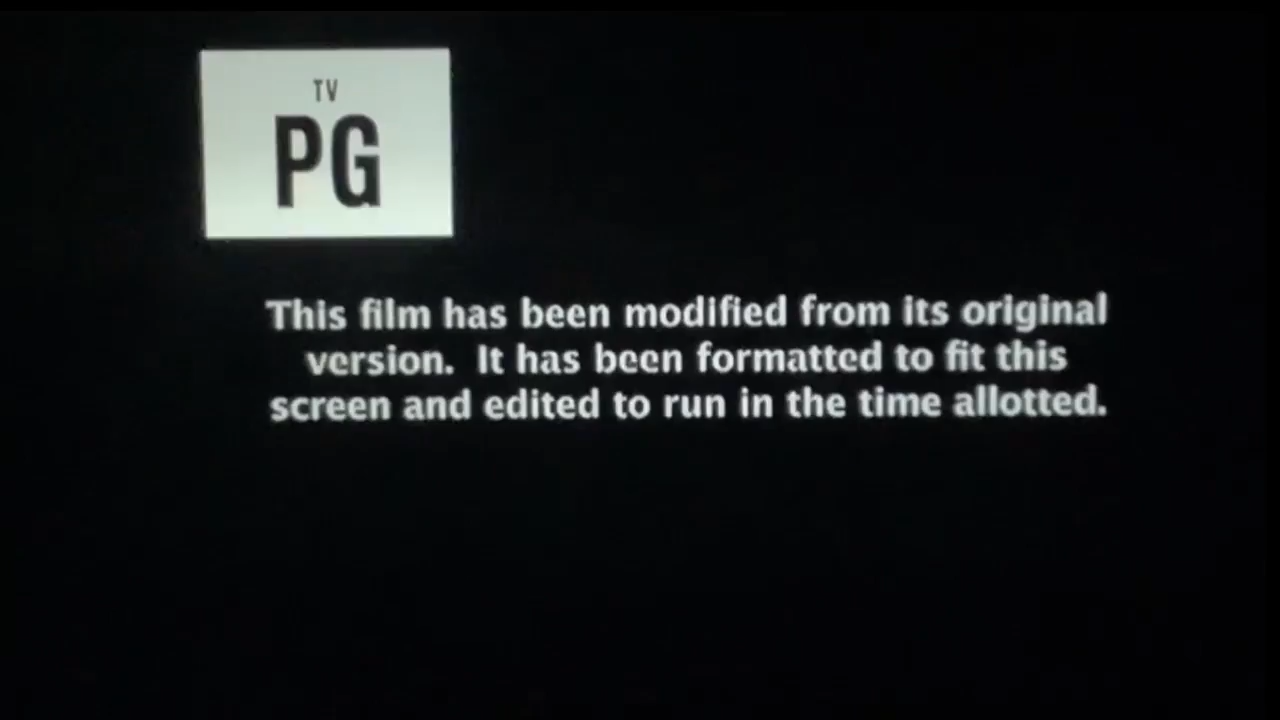 TV
PG
This film has been modified from its original
version. It has been formatted to fit this
screen and edited to run in the time allotted.